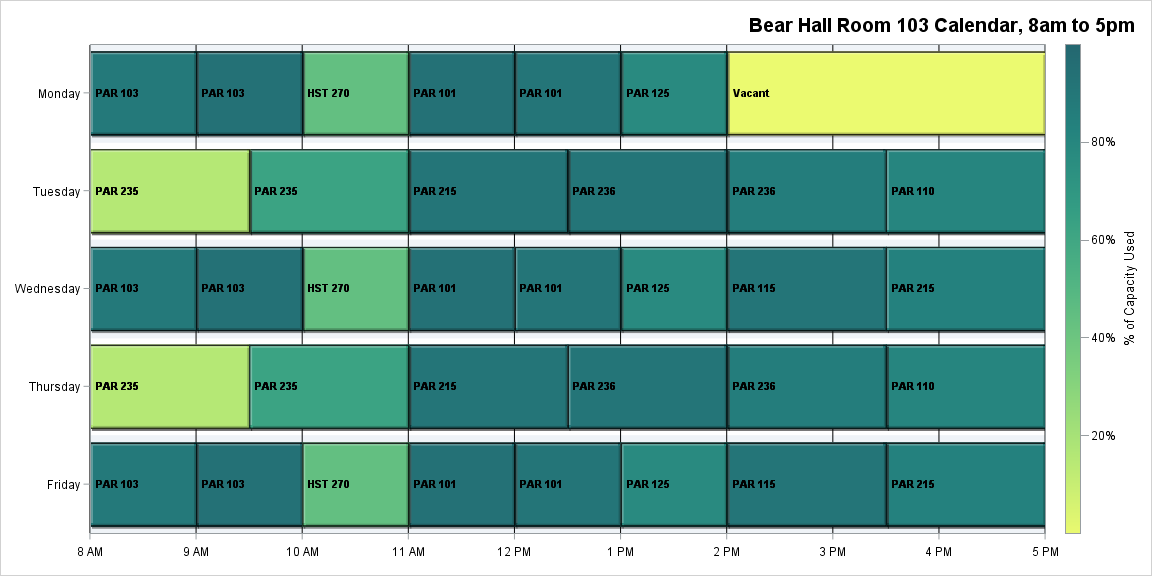 Bear Hall Room 103 Calendar, 8am to 5pm
Monday
PAR 103
PAR 103
HST 270
PAR 101
PAR 101
PAR 125
Vacant
Tuesday
PAR 235
PAR 235
PAR 215
PAR 236
PAR 236
PAR 110
Wednesday
PAR 103
PAR 103
HST 270
PAR 101
PAR 101
PAR 125
PAR 115
PAR 215
Thursday
PAR 235
PAR 235
PAR 215
PAR 236
PAR 236
PAR 110
Friday
PAR 103
PAR 103
HST 270
PAR 101
PAR 101
PAR 125
PAR 115
PAR 215
8 AM
9 AM
10 AM
11 AM
12 PM
1 PM
2 PM
3 PM
4 PM
5 PM
80%
60%
40%
20%
% of Capacity Used